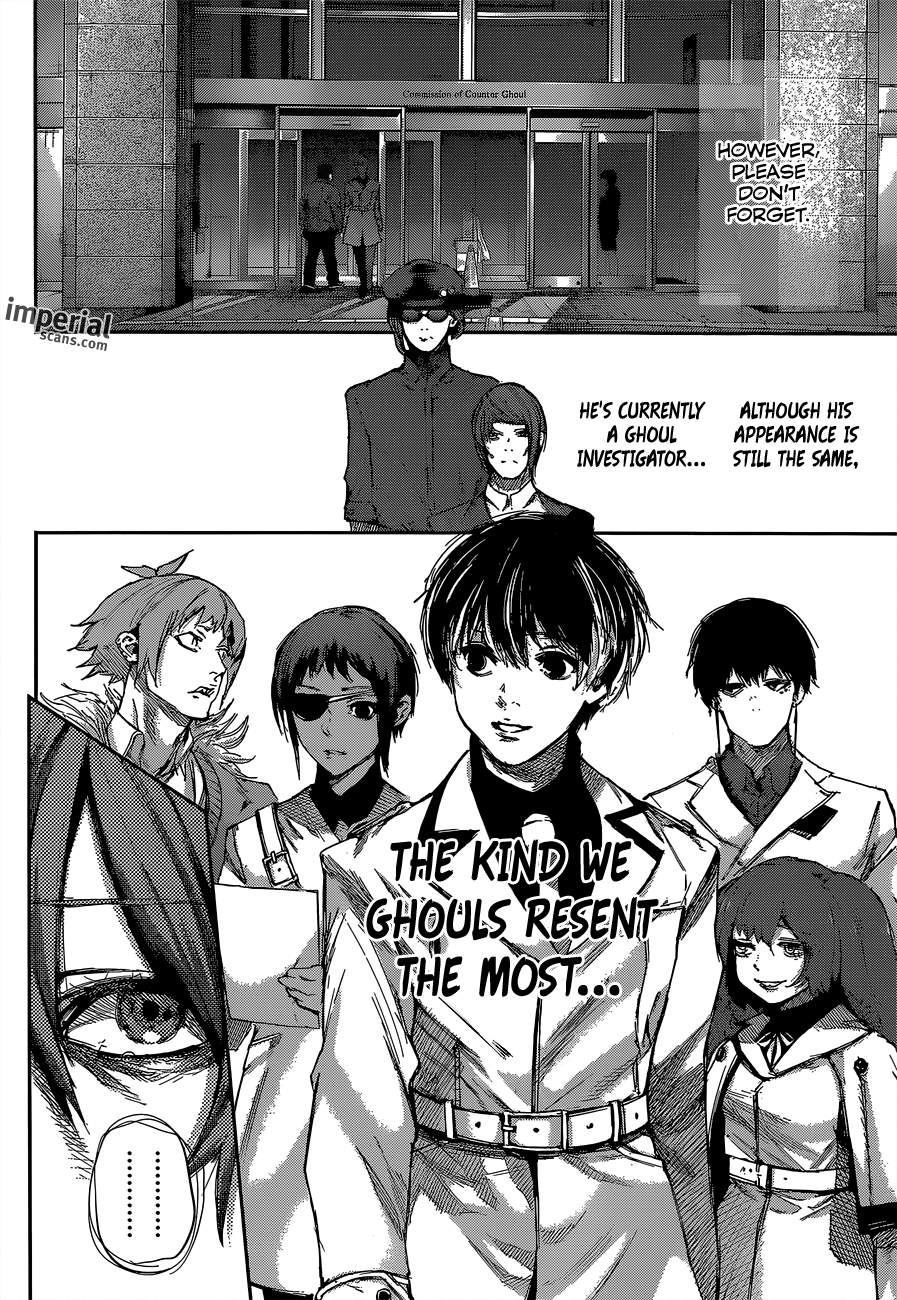 Commission of Counter Ghoul
HOWEVER,
PLEASE
DON'T
FORGET.
imperial
scans.com
ALTHOUGH HIS
APPEARANCE IS
STILL THE SAME,
HE'S CURRENTLY
A GHOUL
INVESTIGATOR...
THE KIND WE
GHOULS RESENT
THE MOST...